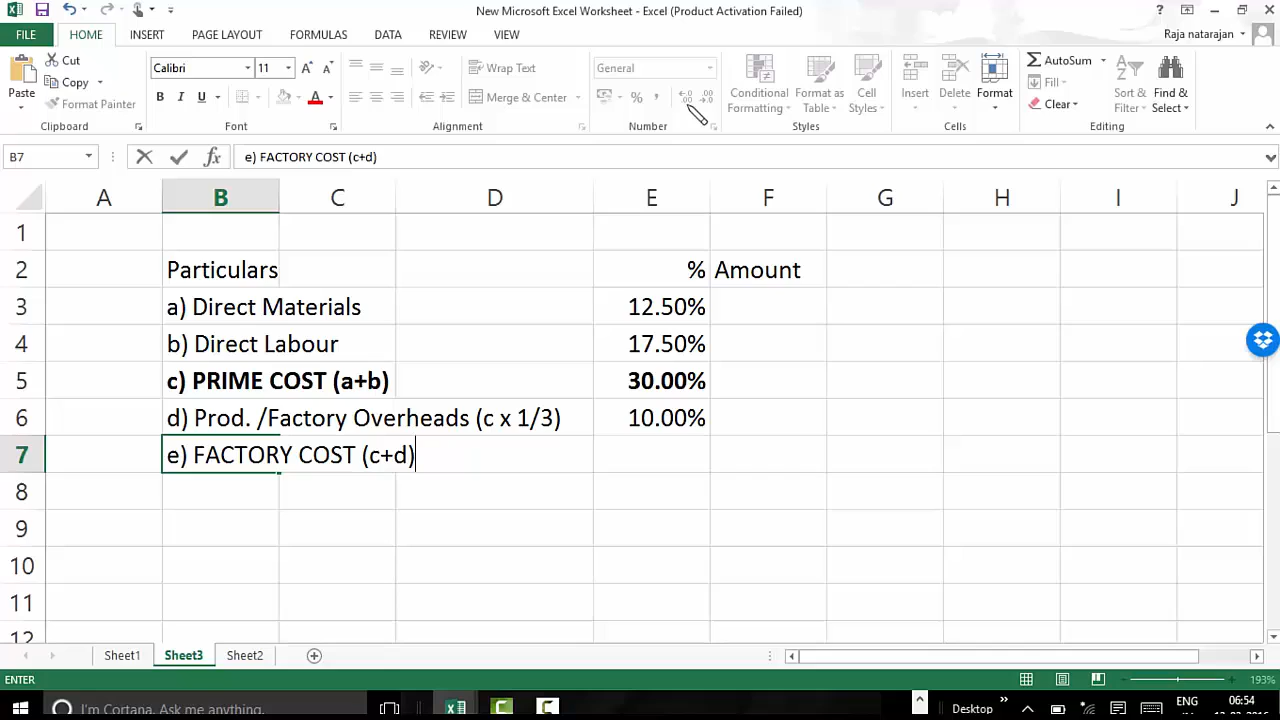 New Microsoft Excel Worksheet - Excel (Product Activation Failed)
FILE HOME INSERT PAGE LAYOUT FORMULAS DATA REVIEW VIEW Raja natarajan
Paste Cut Copy Format Painter Clipboard
Calibri 11 B I U A Font
Wrap Text Merge & Center Alignment
General % Number
Conditional Formatting Format as Table Cell Styles Styles
Insert Delete Format Cells
AutoSum Fill Clear Sort & Filter Find & Select Editing
B7 fx e) FACTORY COST (c+d)
A B C D E F G H I J
1
2 Particulars % Amount
3 a) Direct Materials 12.50%
4 b) Direct Labour 17.50%
5 c) PRIME COST (a+b) 30.00%
6 d) Prod. /Factory Overheads (c x 1/3) 10.00%
7 e) FACTORY COST (c+d)
8
9
10
11
12
Sheet1 Sheet3 Sheet2
ENTER 193%
I'm Cortana. Ask me anything. Desktop ENG 06:54